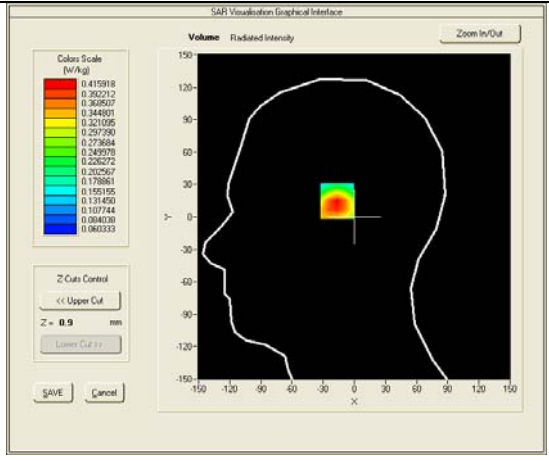 SAR Visualisation Graphical Interface
Volume Radiated Intensity
Zoom In/Out
Colors Scale
(W/kg)
0.415918
0.392212
0.368507
0.344801
0.321095
0.297390
0.273684
0.249978
0.226272
0.202567
0.178861
0.155155
0.131450
0.107744
0.084038
0.060333
Z Cuts Control
<< Upper Cut
Z = 0.9 mm
Lower Cut >>
SAVE Cancel
150
120
90
60
30
0
-30
-60
-90
-120
-150
Y
-150 -120 -90 -60 -30 0 30 60 90 120 150
X